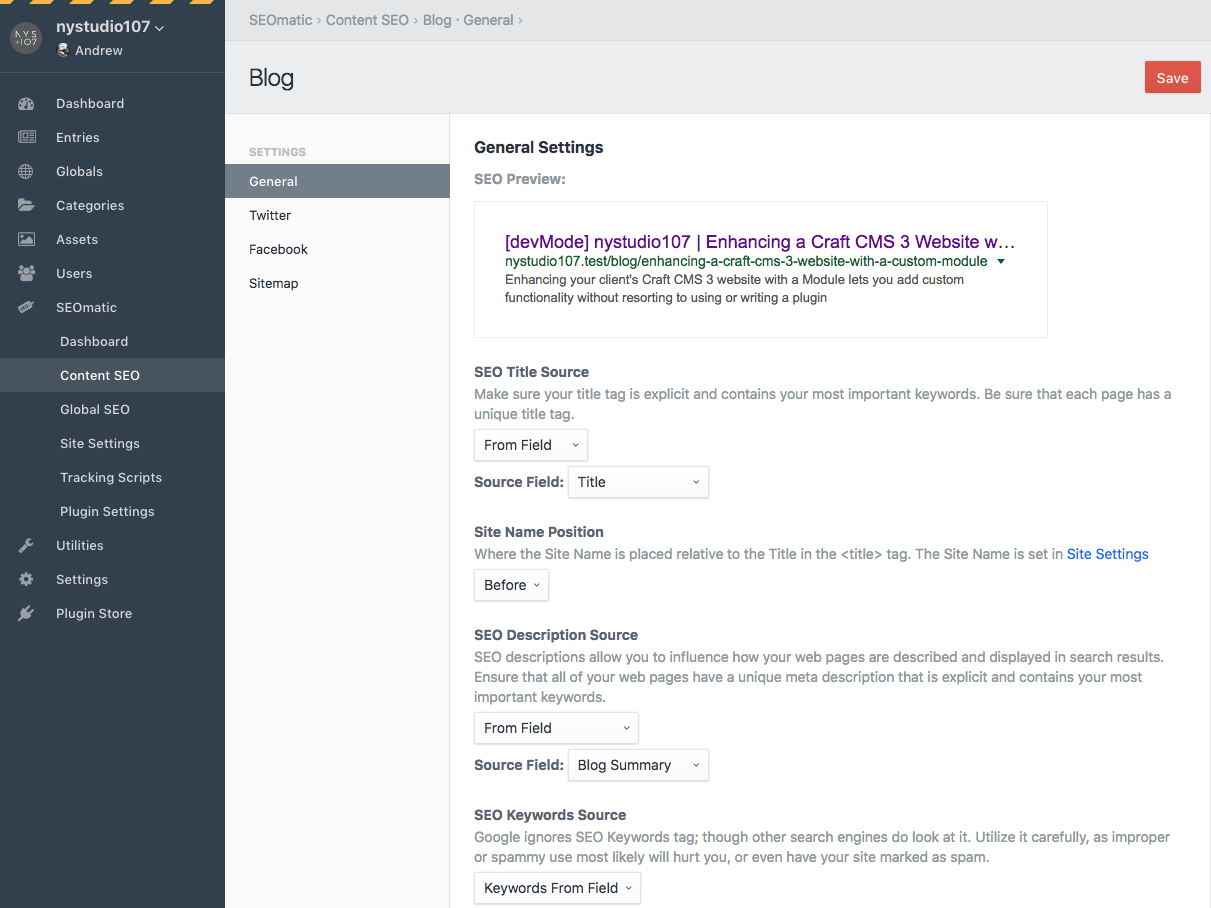 NYS
+107
nystudio107
Andrew
Dashboard
Entries
Globals
Categories
Assets
Users
SEOmatic
Dashboard
Content SEO
Global SEO
Site Settings
Tracking Scripts
Plugin Settings
Utilities
Settings
Plugin Store
SEOmatic › Content SEO › Blog · General ›
Blog
Save
SETTINGS
General
Twitter
Facebook
Sitemap
General Settings
SEO Preview:
[devMode] nystudio107 | Enhancing a Craft CMS 3 Website w…
nystudio107.test/blog/enhancing-a-craft-cms-3-website-with-a-custom-module
Enhancing your client's Craft CMS 3 website with a Module lets you add custom
functionality without resorting to using or writing a plugin
SEO Title Source
Make sure your title tag is explicit and contains your most important keywords. Be sure that each page has a
unique title tag.
From Field
Source Field: Title
Site Name Position
Where the Site Name is placed relative to the Title in the <title> tag. The Site Name is set in Site Settings
Before
SEO Description Source
SEO descriptions allow you to influence how your web pages are described and displayed in search results.
Ensure that all of your web pages have a unique meta description that is explicit and contains your most
important keywords.
From Field
Source Field: Blog Summary
SEO Keywords Source
Google ignores SEO Keywords tag; though other search engines do look at it. Utilize it carefully, as improper
or spammy use most likely will hurt you, or even have your site marked as spam.
Keywords From Field